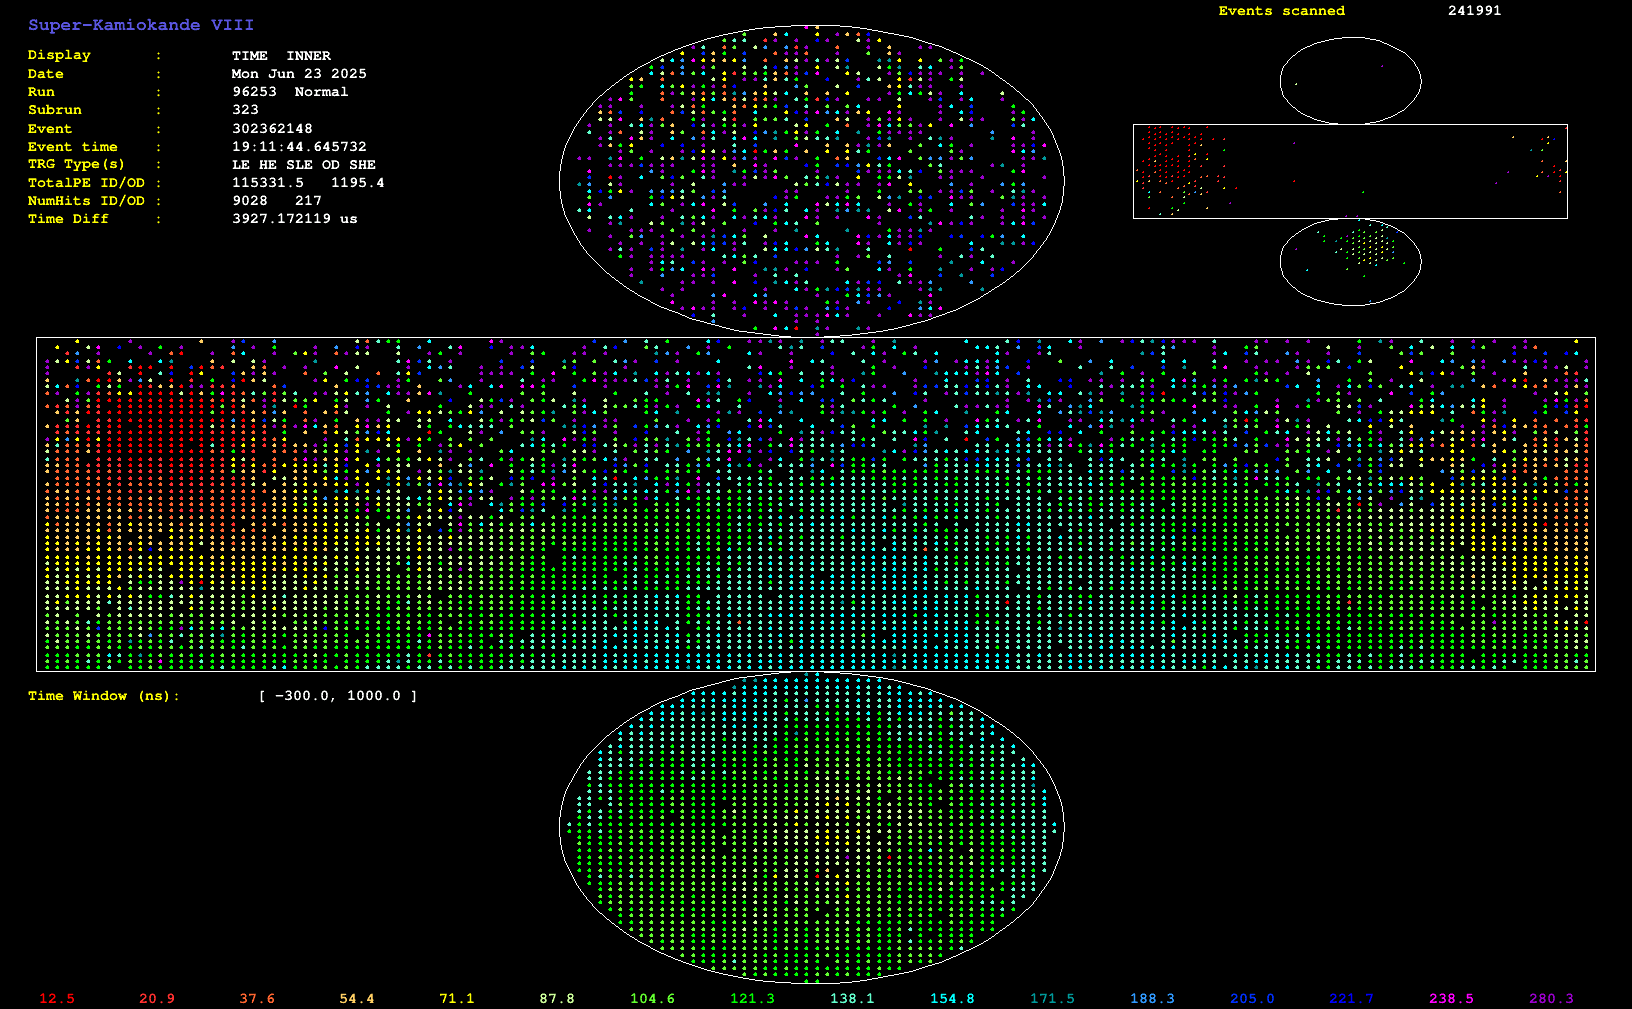 Super-Kamiokande VIII
Events scanned 241991
Display : TIME INNER
Date : Mon Jun 23 2025
Run : 96253 Normal
Subrun : 323
Event : 302362148
Event time : 19:11:44.645732
TRG Type(s) : LE HE SLE OD SHE
TotalPE ID/OD : 115331.5 1195.4
NumHits ID/OD : 9028 217
Time Diff : 3927.172119 us
Time Window (ns): [ -300.0, 1000.0 ]
12.5 20.9 37.6 54.4 71.1 87.8 104.6 121.3 138.1 154.8 171.5 188.3 205.0 221.7 238.5 280.3